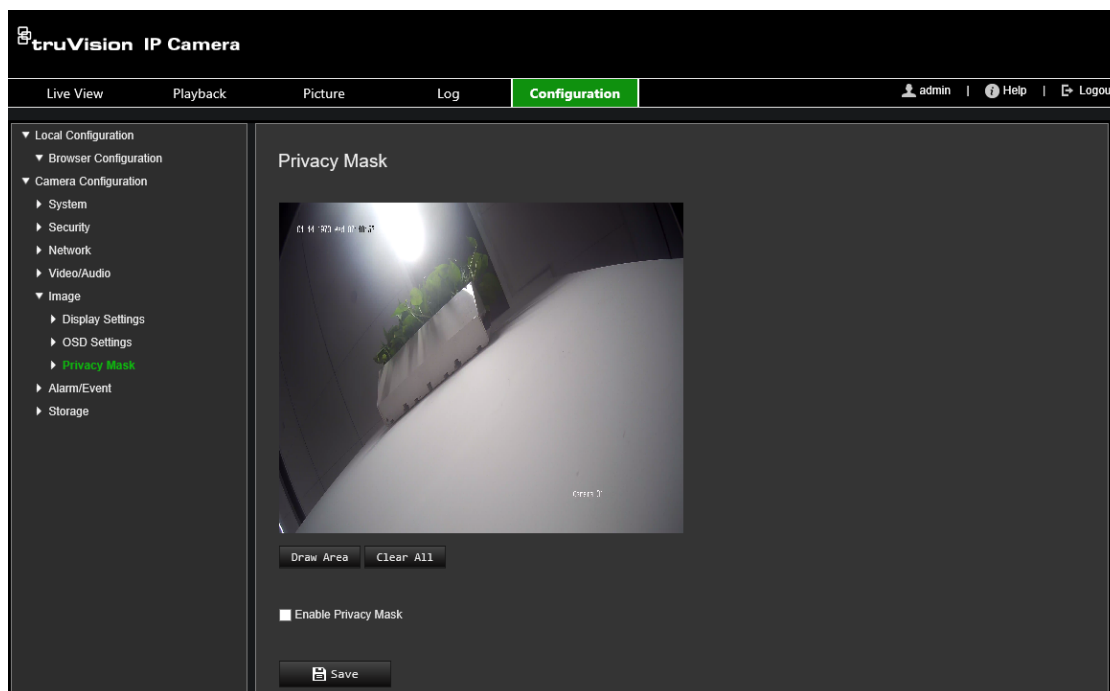 truVision IP Camera
Live View Playback Picture Log Configuration admin | Help | Logou
Local Configuration
Browser Configuration
Camera Configuration
System
Security
Network
Video/Audio
Image
Display Settings
OSD Settings
Privacy Mask
Alarm/Event
Storage
Privacy Mask
Draw Area Clear All
Enable Privacy Mask
Save